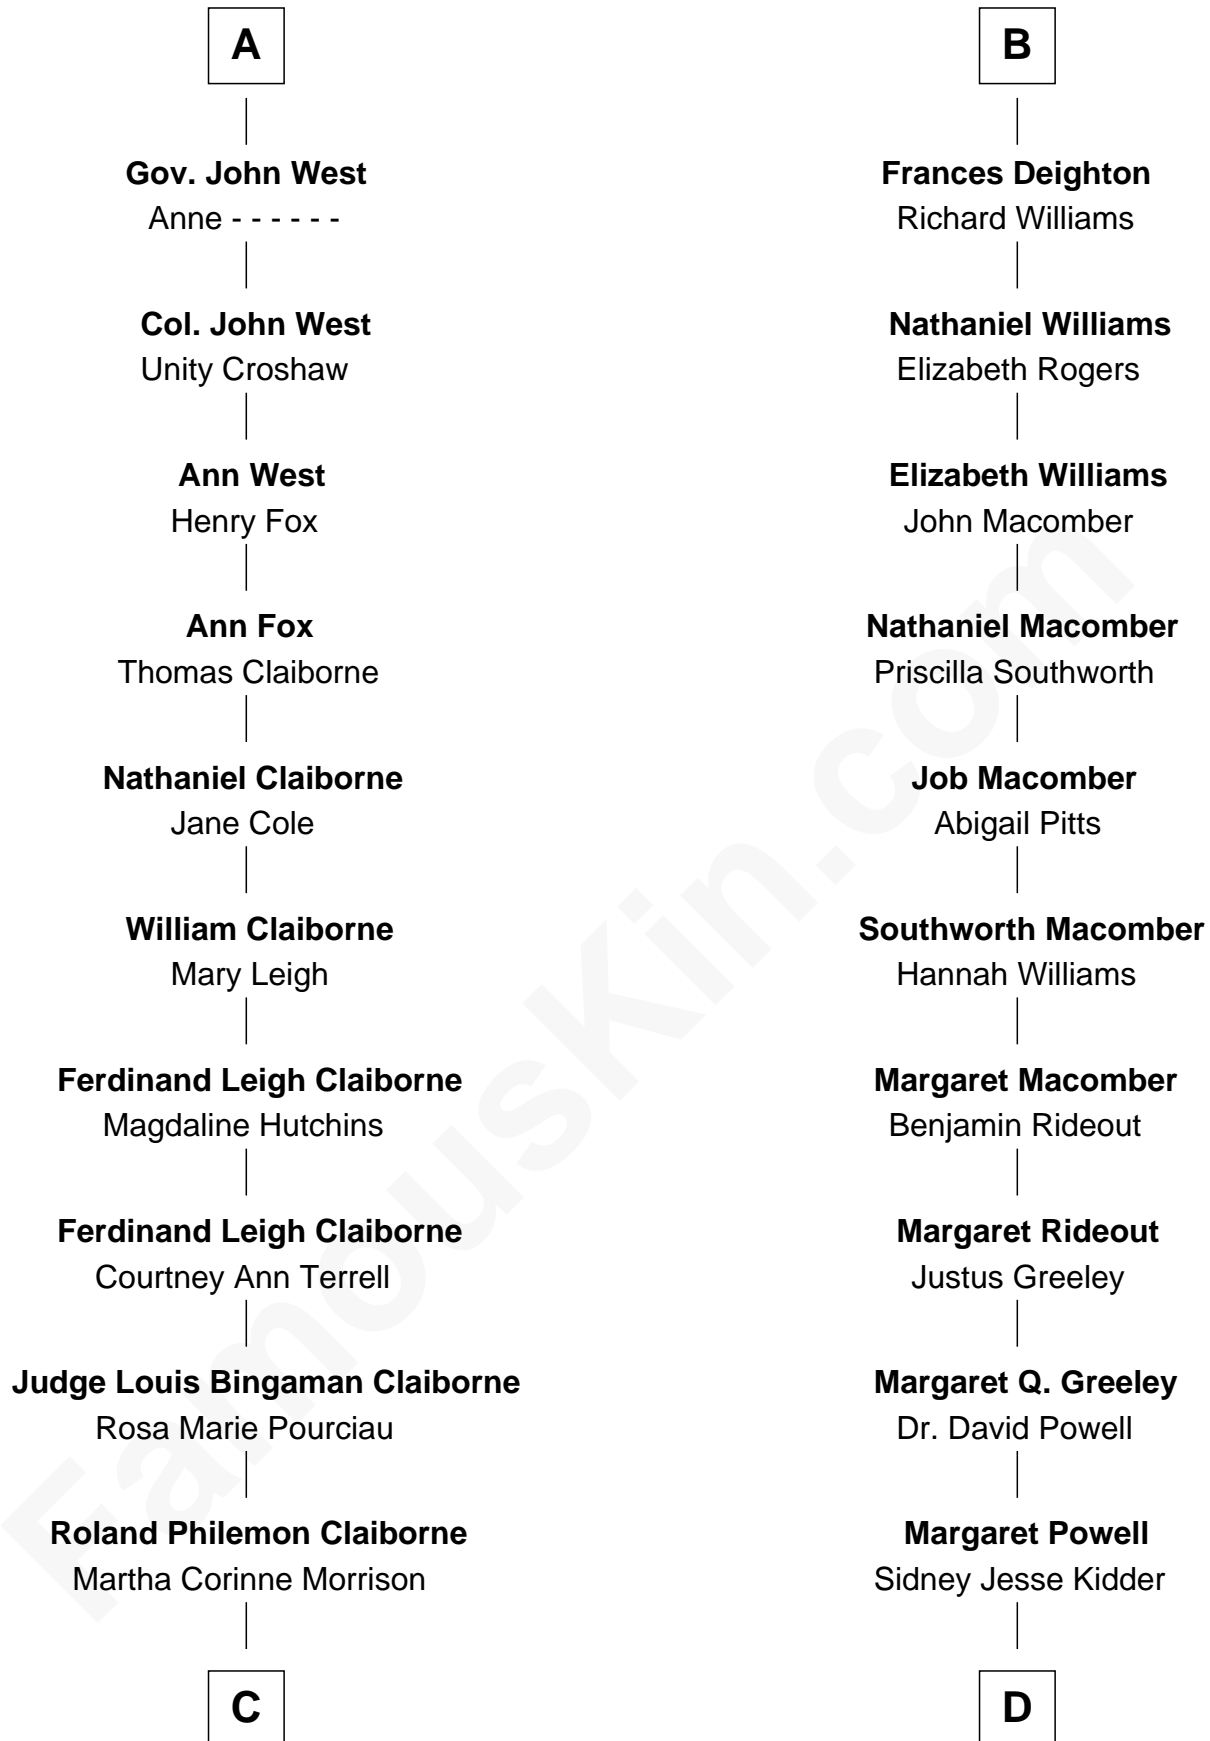 A
Gov. John West
Anne - - - - - -
Col. John West
Unity Croshaw
Ann West
Henry Fox
Ann Fox
Thomas Claiborne
Nathaniel Claiborne
Jane Cole
William Claiborne
Mary Leigh
Ferdinand Leigh Claiborne
Magdaline Hutchins
Ferdinand Leigh Claiborne
Courtney Ann Terrell
Judge Louis Bingaman Claiborne
Rosa Marie Pourciau
Roland Philemon Claiborne
Martha Corinne Morrison
C
B
Frances Deighton
Richard Williams
Nathaniel Williams
Elizabeth Rogers
Elizabeth Williams
John Macomber
Nathaniel Macomber
Priscilla Southworth
Job Macomber
Abigail Pitts
Southworth Macomber
Hannah Williams
Margaret Macomber
Benjamin Rideout
Margaret Rideout
Justus Greeley
Margaret Q. Greeley
Dr. David Powell
Margaret Powell
Sidney Jesse Kidder
D
FamousKin.com